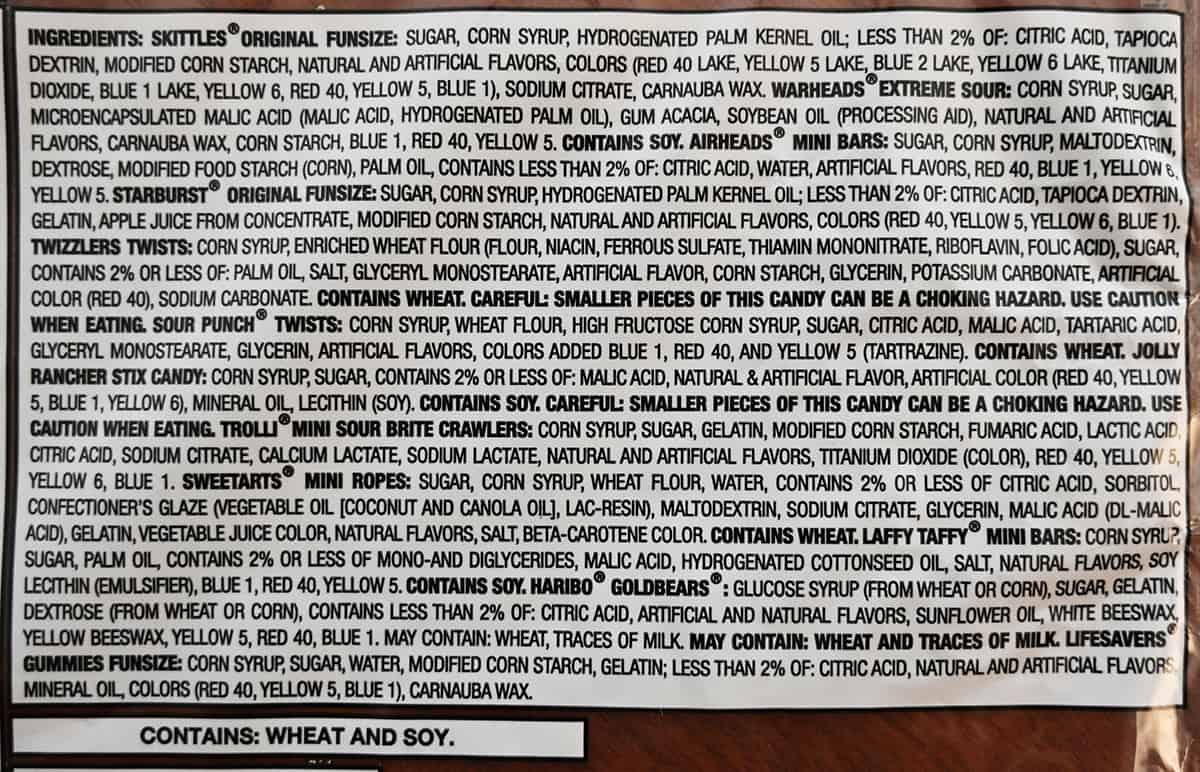 INGREDIENTS: SKITTLES® ORIGINAL FUNSIZE: SUGAR, CORN SYRUP, HYDROGENATED PALM KERNEL OIL; LESS THAN 2% OF: CITRIC ACID, TAPIOCA
DEXTRIN, MODIFIED CORN STARCH, NATURAL AND ARTIFICIAL FLAVORS, COLORS (RED 40 LAKE, YELLOW 5 LAKE, BLUE 2 LAKE, YELLOW 6 LAKE, TITANIUM
DIOXIDE, BLUE 1 LAKE, YELLOW 6, RED 40, YELLOW 5, BLUE 1), SODIUM CITRATE, CARNAUBA WAX. WARHEADS® EXTREME SOUR: CORN SYRUP, SUGAR,
MICROENCAPSULATED MALIC ACID (MALIC ACID, HYDROGENATED PALM OIL), GUM ACACIA, SOYBEAN OIL (PROCESSING AID), NATURAL AND ARTIFICIAL
FLAVORS, CARNAUBA WAX, CORN STARCH, BLUE 1, RED 40, YELLOW 5. CONTAINS SOY. AIRHEADS® MINI BARS: SUGAR, CORN SYRUP, MALTODEXTRIN,
DEXTROSE, MODIFIED FOOD STARCH (CORN), PALM OIL, CONTAINS LESS THAN 2% OF: CITRIC ACID, WATER, ARTIFICIAL FLAVORS, RED 40, BLUE 1, YELLOW 6,
YELLOW 5. STARBURST® ORIGINAL FUNSIZE: SUGAR, CORN SYRUP, HYDROGENATED PALM KERNEL OIL; LESS THAN 2% OF: CITRIC ACID, TAPIOCA DEXTRIN,
GELATIN, APPLE JUICE FROM CONCENTRATE, MODIFIED CORN STARCH, NATURAL AND ARTIFICIAL FLAVORS, COLORS (RED 40, YELLOW 5, YELLOW 6, BLUE 1).
TWIZZLERS TWISTS: CORN SYRUP, ENRICHED WHEAT FLOUR (FLOUR, NIACIN, FERROUS SULFATE, THIAMIN MONONITRATE, RIBOFLAVIN, FOLIC ACID), SUGAR,
CONTAINS 2% OR LESS OF: PALM OIL, SALT, GLYCERYL MONOSTEARATE, ARTIFICIAL FLAVOR, CORN STARCH, GLYCERIN, POTASSIUM CARBONATE, ARTIFICIAL
COLOR (RED 40), SODIUM CARBONATE. CONTAINS WHEAT. CAREFUL: SMALLER PIECES OF THIS CANDY CAN BE A CHOKING HAZARD. USE CAUTION
WHEN EATING. SOUR PUNCH® TWISTS: CORN SYRUP, WHEAT FLOUR, HIGH FRUCTOSE CORN SYRUP, SUGAR, CITRIC ACID, MALIC ACID, TARTARIC ACID,
GLYCERYL MONOSTEARATE, GLYCERIN, ARTIFICIAL FLAVORS, COLORS ADDED BLUE 1, RED 40, AND YELLOW 5 (TARTRAZINE). CONTAINS WHEAT. JOLLY
RANCHER STIX CANDY: CORN SYRUP, SUGAR, CONTAINS 2% OR LESS OF: MALIC ACID, NATURAL & ARTIFICIAL FLAVOR, ARTIFICIAL COLOR (RED 40, YELLOW
5, BLUE 1, YELLOW 6), MINERAL OIL, LECITHIN (SOY). CONTAINS SOY. CAREFUL: SMALLER PIECES OF THIS CANDY CAN BE A CHOKING HAZARD. USE
CAUTION WHEN EATING. TROLLI® MINI SOUR BRITE CRAWLERS: CORN SYRUP, SUGAR, GELATIN, MODIFIED CORN STARCH, FUMARIC ACID, LACTIC ACID,
CITRIC ACID, SODIUM CITRATE, CALCIUM LACTATE, SODIUM LACTATE, NATURAL AND ARTIFICIAL FLAVORS, TITANIUM DIOXIDE (COLOR), RED 40, YELLOW 5,
YELLOW 6, BLUE 1. SWEETARTS® MINI ROPES: SUGAR, CORN SYRUP, WHEAT FLOUR, WATER, CONTAINS 2% OR LESS OF CITRIC ACID, SORBITOL,
CONFECTIONER'S GLAZE (VEGETABLE OIL [COCONUT AND CANOLA OIL], LAC-RESIN), MALTODEXTRIN, SODIUM CITRATE, GLYCERIN, MALIC ACID (DL-MALIC
ACID), GELATIN, VEGETABLE JUICE COLOR, NATURAL FLAVORS, SALT, BETA-CAROTENE COLOR. CONTAINS WHEAT. LAFFY TAFFY® MINI BARS: CORN SYRUP,
SUGAR, PALM OIL, CONTAINS 2% OR LESS OF MONO-AND DIGLYCERIDES, MALIC ACID, HYDROGENATED COTTONSEED OIL, SALT, NATURAL FLAVORS, SOY
LECITHIN (EMULSIFIER), BLUE 1, RED 40, YELLOW 5. CONTAINS SOY. HARIBO® GOLDBEARS®: GLUCOSE SYRUP (FROM WHEAT OR CORN), SUGAR, GELATIN,
DEXTROSE (FROM WHEAT OR CORN), CONTAINS LESS THAN 2% OF: CITRIC ACID, ARTIFICIAL AND NATURAL FLAVORS, SUNFLOWER OIL, WHITE BEESWAX,
YELLOW BEESWAX, YELLOW 5, RED 40, BLUE 1. MAY CONTAIN: WHEAT, TRACES OF MILK. MAY CONTAIN: WHEAT AND TRACES OF MILK. LIFESAVERS®
GUMMIES FUNSIZE: CORN SYRUP, SUGAR, WATER, MODIFIED CORN STARCH, GELATIN; LESS THAN 2% OF: CITRIC ACID, NATURAL AND ARTIFICIAL FLAVORS,
MINERAL OIL, COLORS (RED 40, YELLOW 5, BLUE 1), CARNAUBA WAX.
CONTAINS: WHEAT AND SOY.